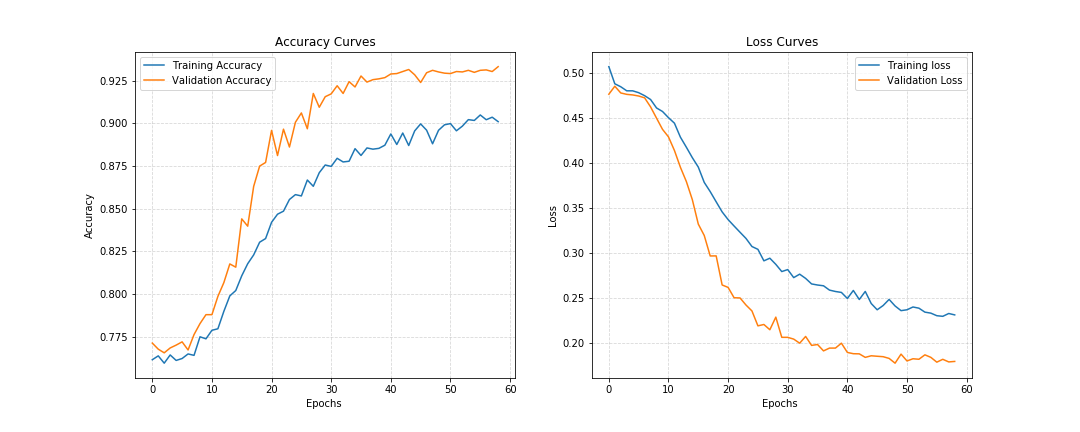 Accuracy Curves
Training Accuracy
Validation Accuracy
0.925
0.900
0.875
0.850
0.825
0.800
0.775
Accuracy
0 10 20 30 40 50 60
Epochs
Loss Curves
Training loss
Validation Loss
0.50
0.45
0.40
0.35
0.30
0.25
0.20
Loss
0 10 20 30 40 50 60
Epochs